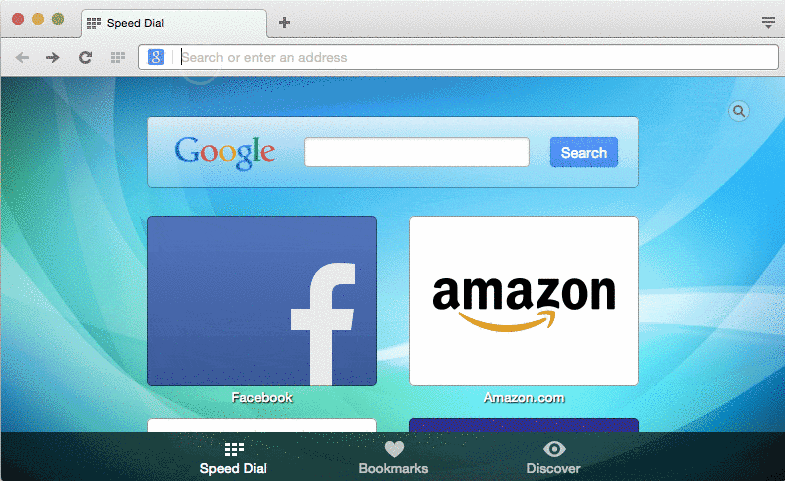 Speed Dial
g Search or enter an address
Google Search
f
amazon
Facebook
Amazon.com
Speed Dial
Bookmarks
Discover